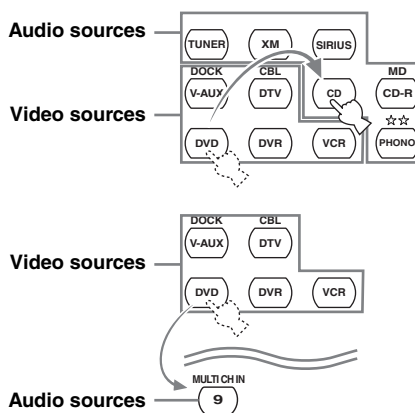 Audio sources
TUNER XM SIRIUS
DOCK CBL MD
V-AUX DTV CD CD-R
Video sources
☆☆
DVD DVR VCR PHONO
DOCK CBL
V-AUX DTV
Video sources
DVD DVR VCR
MULTI CH IN
Audio sources 9